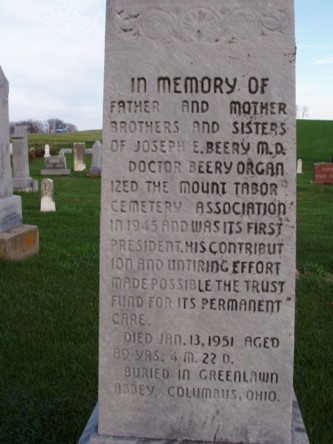 IN MEMORY OF
FATHER AND MOTHER
BROTHERS AND SISTERS
OF JOSEPH E. BEERY M.D.
DOCTOR BEERY ORGAN
IZED THE MOUNT TABOR
CEMETERY ASSOCIATION
IN 1945 AND WAS ITS FIRST
PRESIDENT. HIS CONTRIBUT
ION AND UNTIRING EFFORT
MADE POSSIBLE THE TRUST
FUND FOR ITS PERMANENT
CARE.
DIED JAN. 13, 1951 AGED
89 YRS. 4 M. 22 D.
BURIED IN GREENLAWN
ABBEY, COLUMBUS, OHIO.